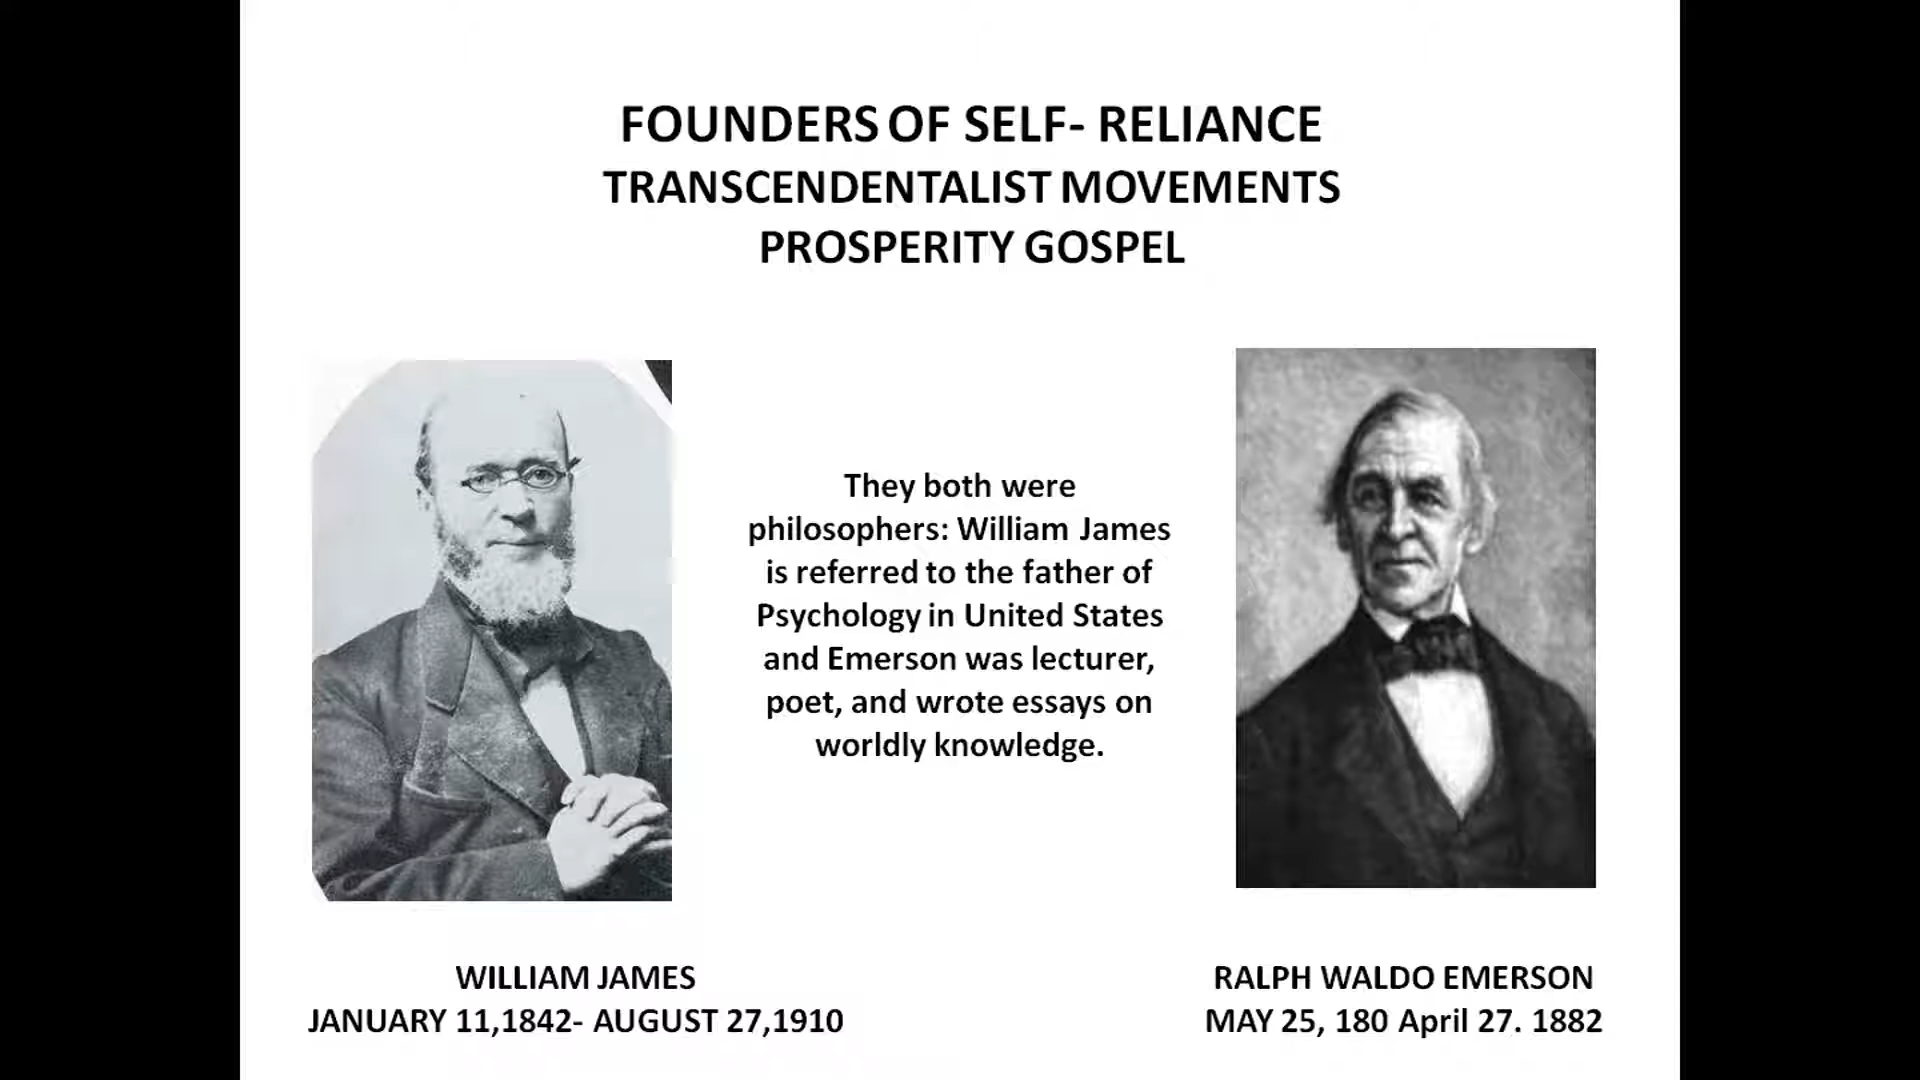 FOUNDERS OF SELF- RELIANCE
TRANSCENDENTALIST MOVEMENTS
PROSPERITY GOSPEL
They both were
philosophers: William James
is referred to the father of
Psychology in United States
and Emerson was lecturer,
poet, and wrote essays on
worldly knowledge.
WILLIAM JAMES
JANUARY 11,1842- AUGUST 27,1910
RALPH WALDO EMERSON
MAY 25, 180 April 27. 1882